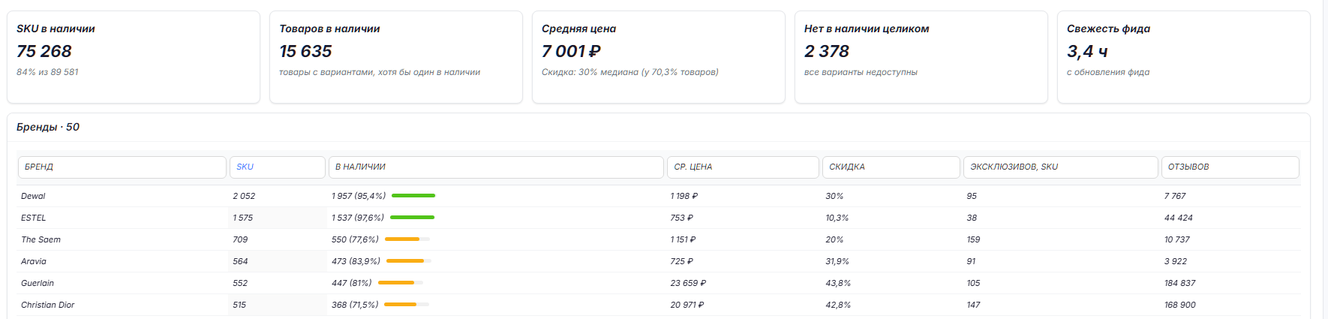 SKU в наличии
75 268
84% из 89 581
Товаров в наличии
15 635
товары с вариантами, хотя бы один в наличии
Средняя цена
7 001 ₽
Скидка: 30% медиана (у 70,3% товаров)
Нет в наличии целиком
2 378
все варианты недоступны
Свежесть фида
3,4 ч
с обновления фида
Бренды · 50
БРЕНД SKU В НАЛИЧИИ СР. ЦЕНА СКИДКА ЭКСКЛЮЗИВОВ, SKU ОТЗЫВОВ
Dewal 2 052 1 957 (95,4%) 1 198 ₽ 30% 95 7 767
ESTEL 1 575 1 537 (97,6%) 753 ₽ 10,3% 38 44 424
The Saem 709 550 (77,6%) 1 151 ₽ 20% 159 10 737
Aravia 564 473 (83,9%) 725 ₽ 31,9% 91 3 922
Guerlain 552 447 (81%) 23 659 ₽ 43,8% 105 184 837
Christian Dior 515 368 (71,5%) 20 971 ₽ 42,8% 147 168 900